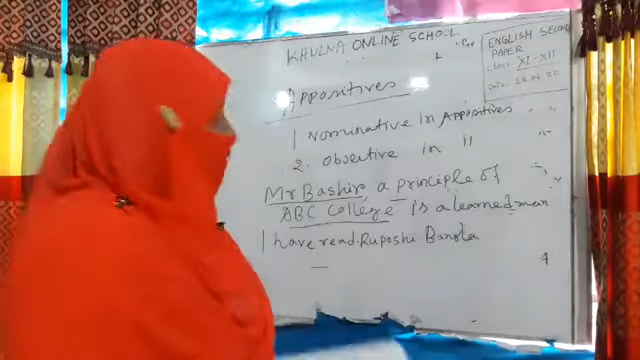 KHULNA ONLINE SCHOOL.
ENGLISH SECOND
PAPER
Class: XI-XII
Appositives
1 Nominative in Appositives
2. Objective in 11
Mr Bashir, a principle of
ABC College is a learned man.
I have read Ruposhi Bangla